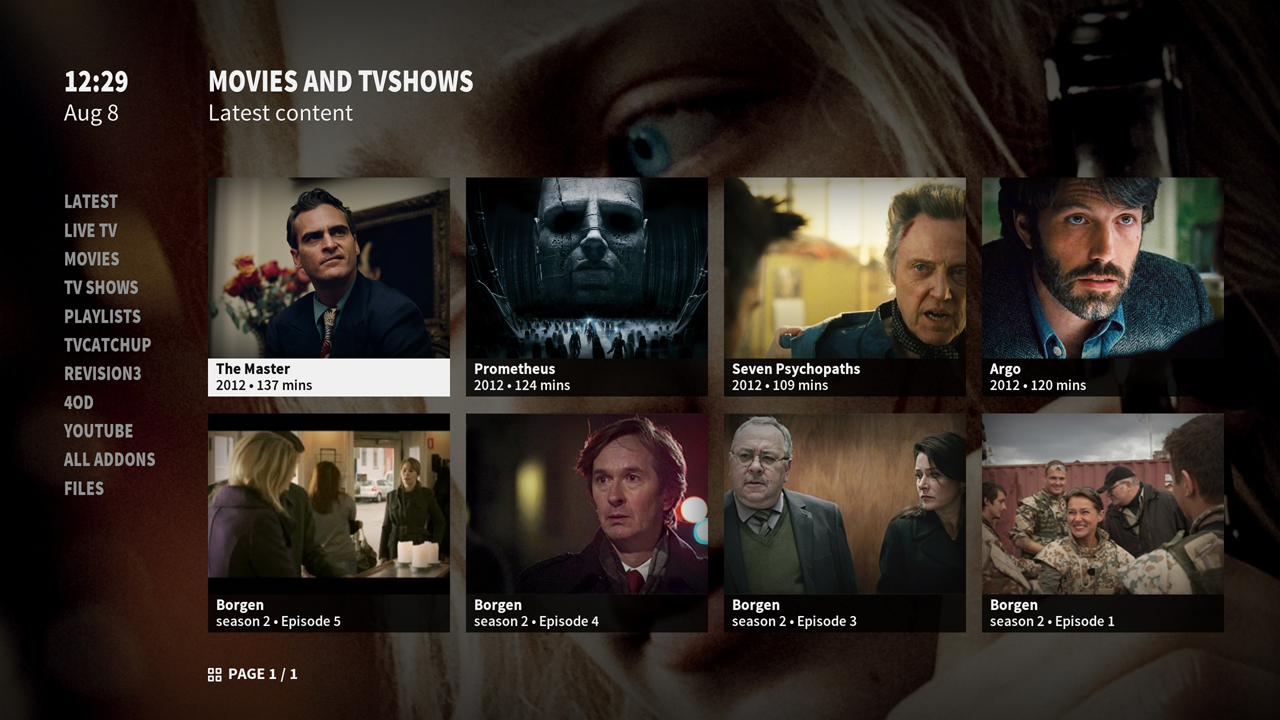 12:29
Aug 8
MOVIES AND TVSHOWS
Latest content
LATEST
LIVE TV
MOVIES
TV SHOWS
PLAYLISTS
TVCATCHUP
REVISION3
4OD
YOUTUBE
ALL ADDONS
FILES
The Master
2012 • 137 mins
Prometheus
2012 • 124 mins
Seven Psychopaths
2012 • 109 mins
Argo
2012 • 120 mins
Borgen
season 2 • Episode 5
Borgen
season 2 • Episode 4
Borgen
season 2 • Episode 3
Borgen
season 2 • Episode 1
PAGE 1 / 1